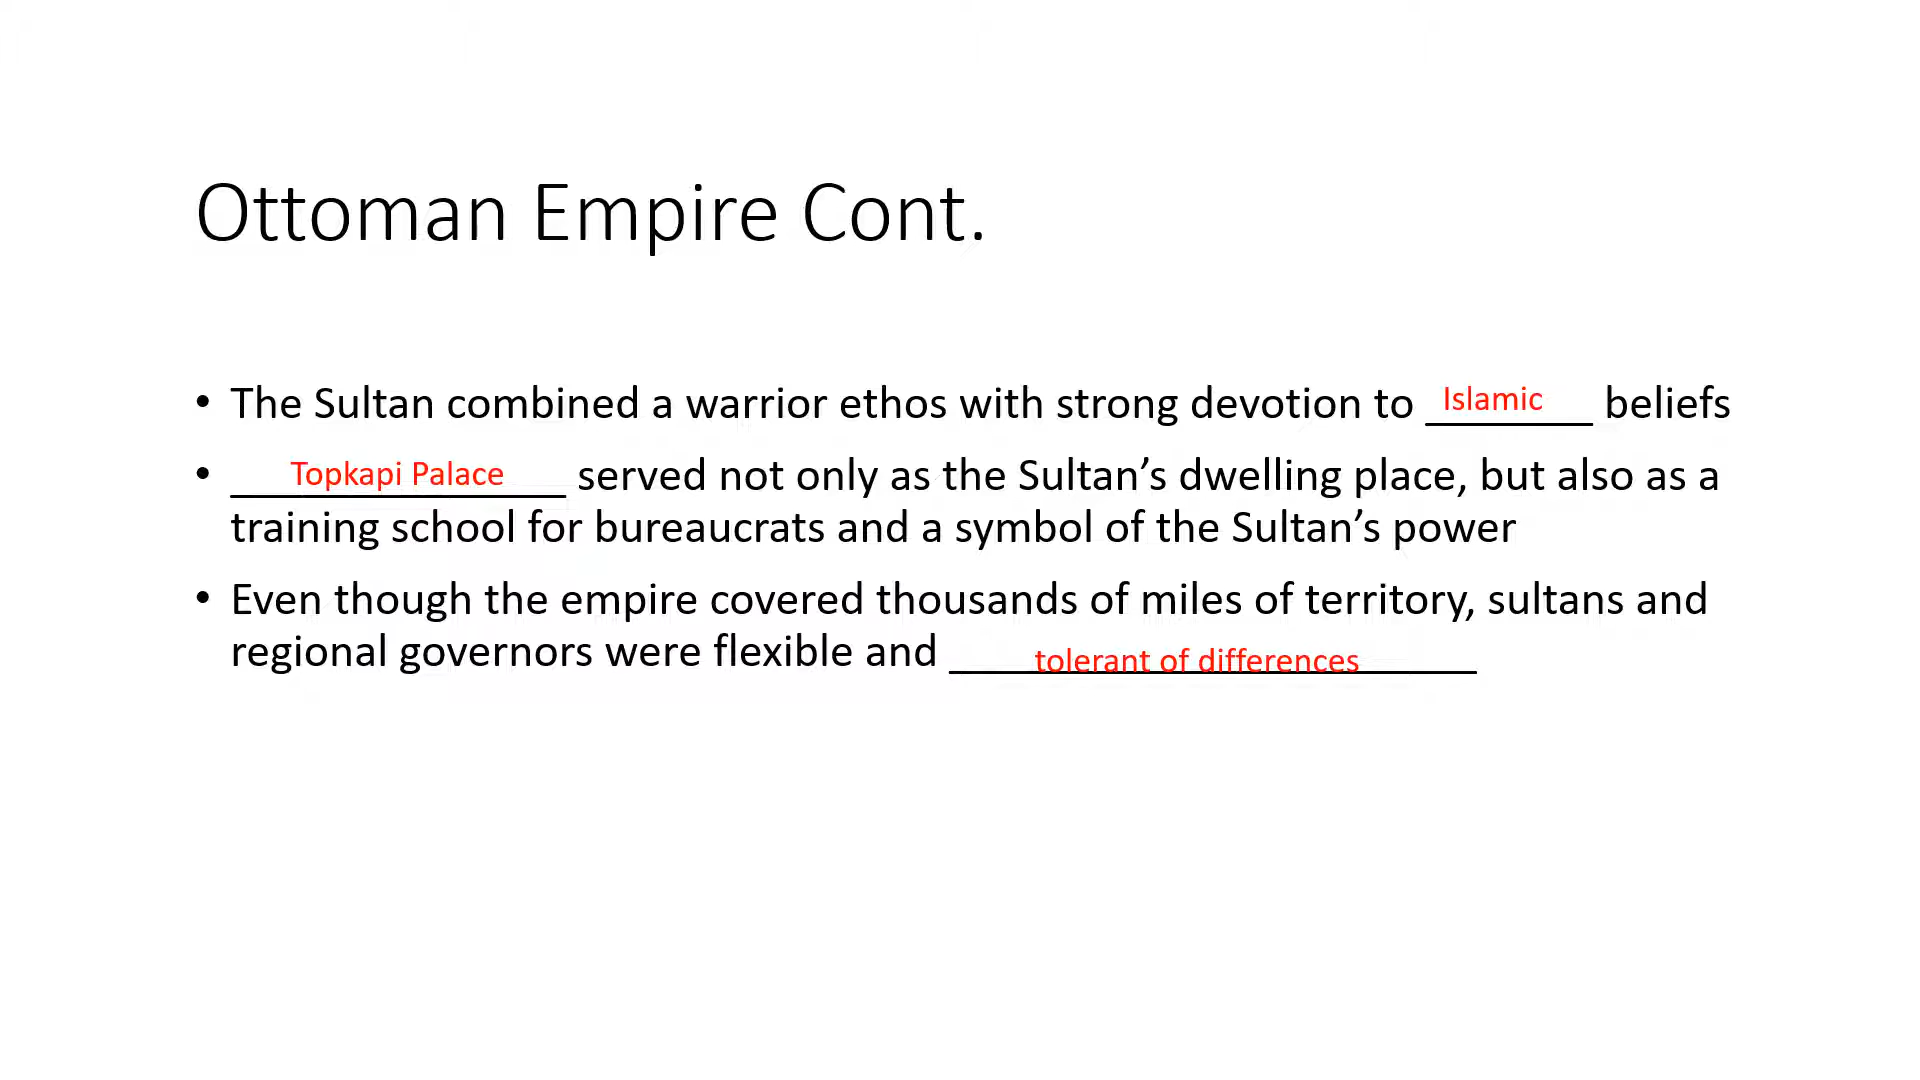 Ottoman Empire Cont.
• The Sultan combined a warrior ethos with strong devotion to Islamic beliefs
• Topkapi Palace served not only as the Sultan’s dwelling place, but also as a
training school for bureaucrats and a symbol of the Sultan’s power
• Even though the empire covered thousands of miles of territory, sultans and
regional governors were flexible and tolerant of differences